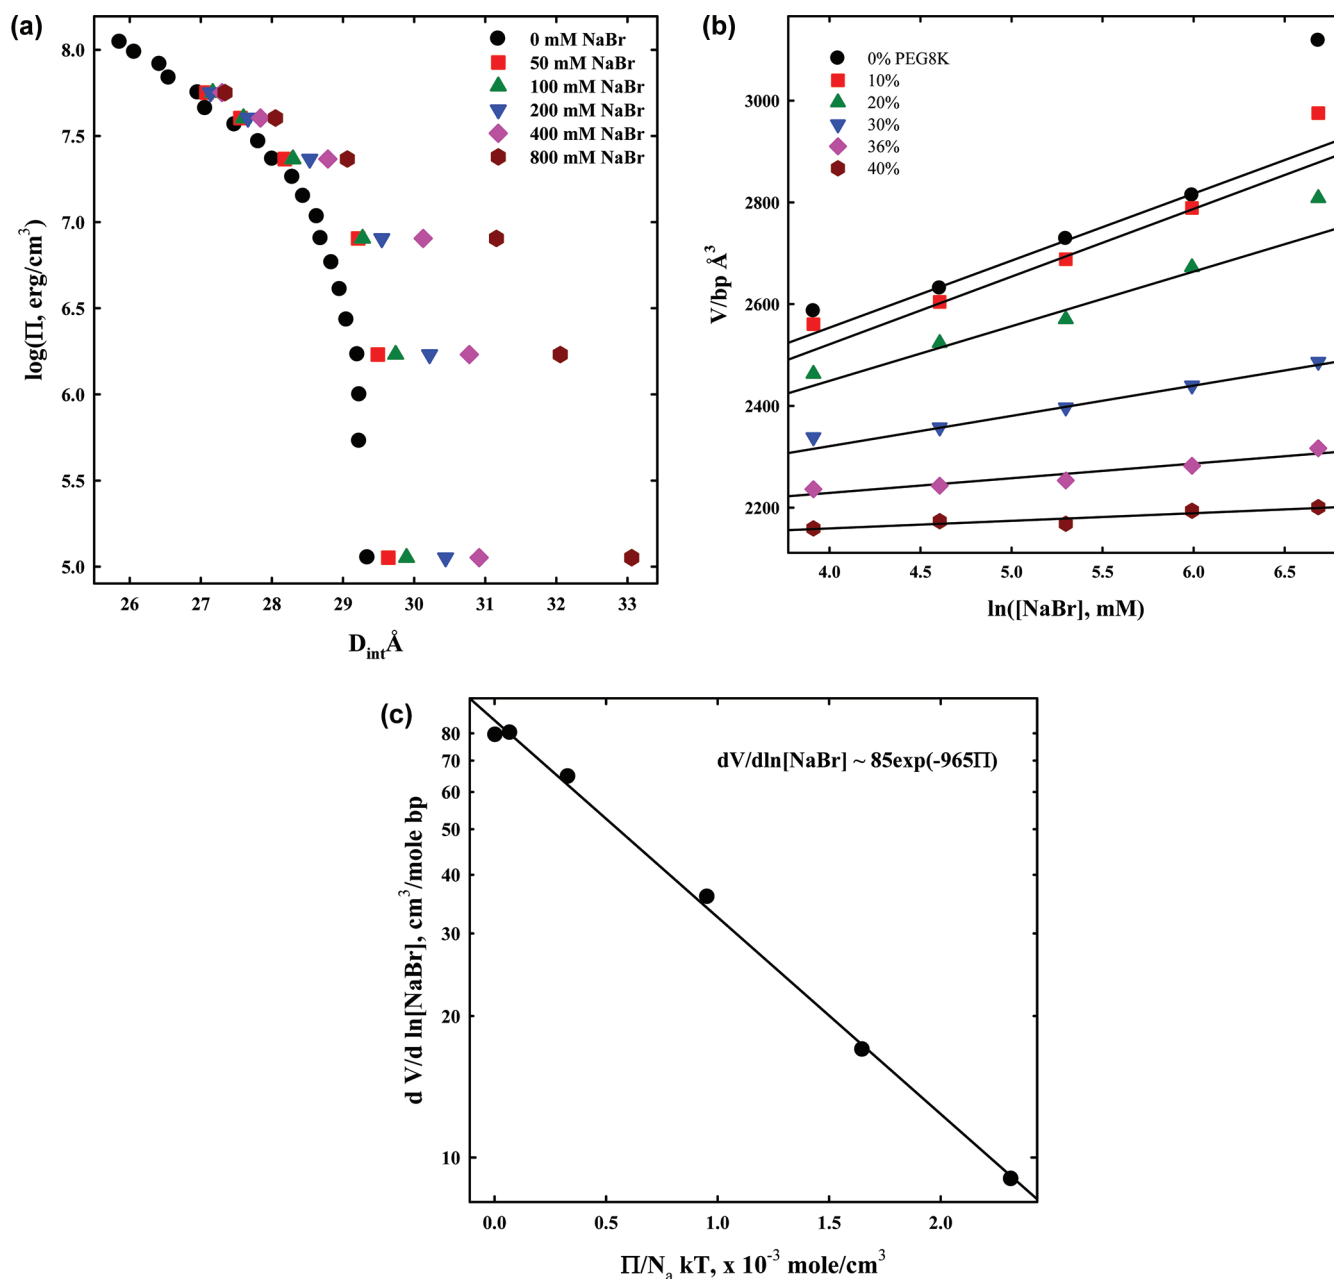 (a)
log(Π, erg/cm³)
8.0
7.5
7.0
6.5
6.0
5.5
5.0
0 mM NaBr
50 mM NaBr
100 mM NaBr
200 mM NaBr
400 mM NaBr
800 mM NaBr
26 27 28 29 30 31 32 33
D_int Å
(b)
V/bp Å³
3000
2800
2600
2400
2200
0% PEG8K
10%
20%
30%
36%
40%
4.0 4.5 5.0 5.5 6.0 6.5
ln([NaBr], mM)
(c)
d V/d ln[NaBr], cm³/mole bp
80
70
60
50
40
30
20
10
dV/dln[NaBr] ~ 85exp(-965Π)
0.0 0.5 1.0 1.5 2.0
Π/N_a kT, x 10⁻³ mole/cm³